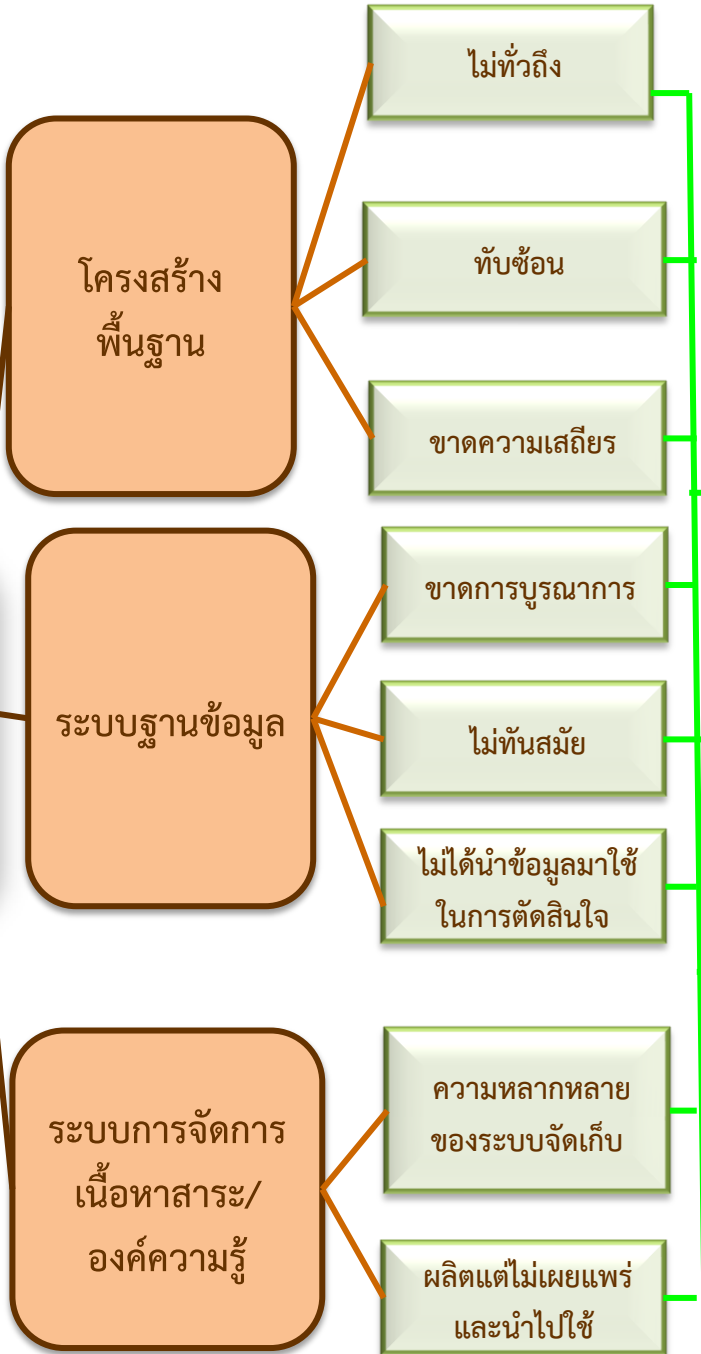 โครงสร้าง
พื้นฐาน
ไม่ทั่วถึง
ทับซ้อน
ขาดความเสถียร
ระบบฐานข้อมูล
ขาดการบูรณาการ
ไม่ทันสมัย
ไม่ได้นำข้อมูลมาใช้
ในการตัดสินใจ
ระบบการจัดการ
เนื้อหาสาระ/
องค์ความรู้
ความหลากหลาย
ของระบบจัดเก็บ
ผลิตแต่ไม่เผยแพร่
และนำไปใช้